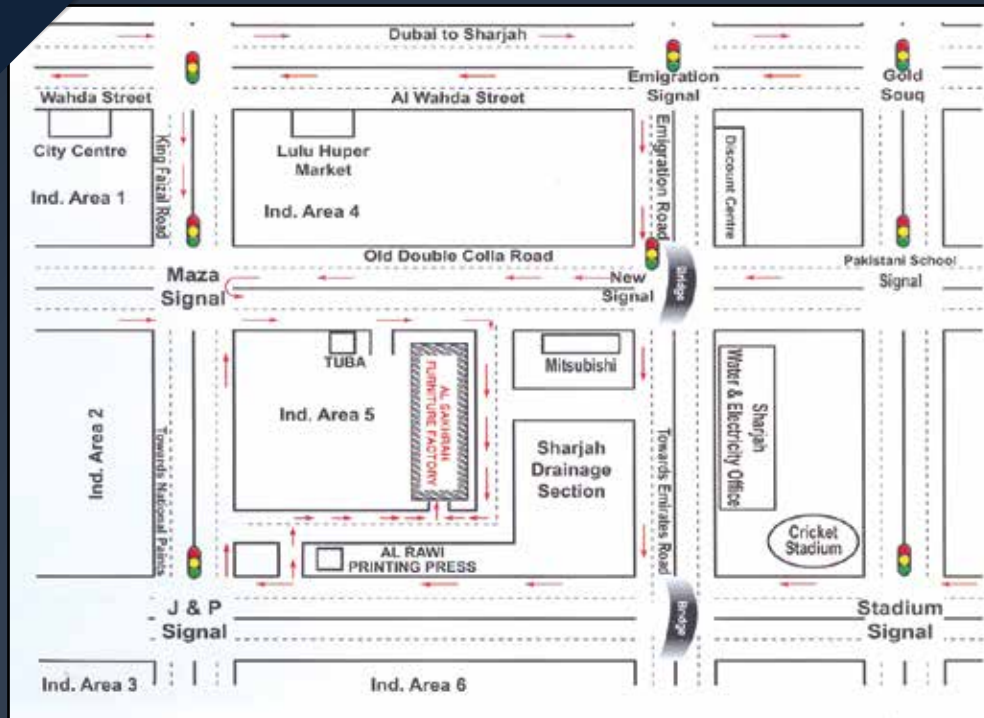 Dubai to Sharjah
Emigration
Signal
Gold
Souq
Wahda Street
Al Wahda Street
City Centre
King Faizal Road
Lulu Huper
Market
Emigration Road
Discount Centre
Ind. Area 1
Ind. Area 4
Old Double Colla Road
Pakistani School
Signal
Maza
Signal
New
Signal
Bridge
TUBA
Mitsubishi
AL SAKHRAH
FURNITURE FACTORY
Ind. Area 5
Ind. Area 2
Towards National Paints
Sharjah
Drainage
Section
Towards Emirates Road
Sharjah
Water & Electricity Office
Cricket
Stadium
AL RAWI
PRINTING PRESS
J & P
Signal
Bridge
Stadium
Signal
Ind. Area 3
Ind. Area 6